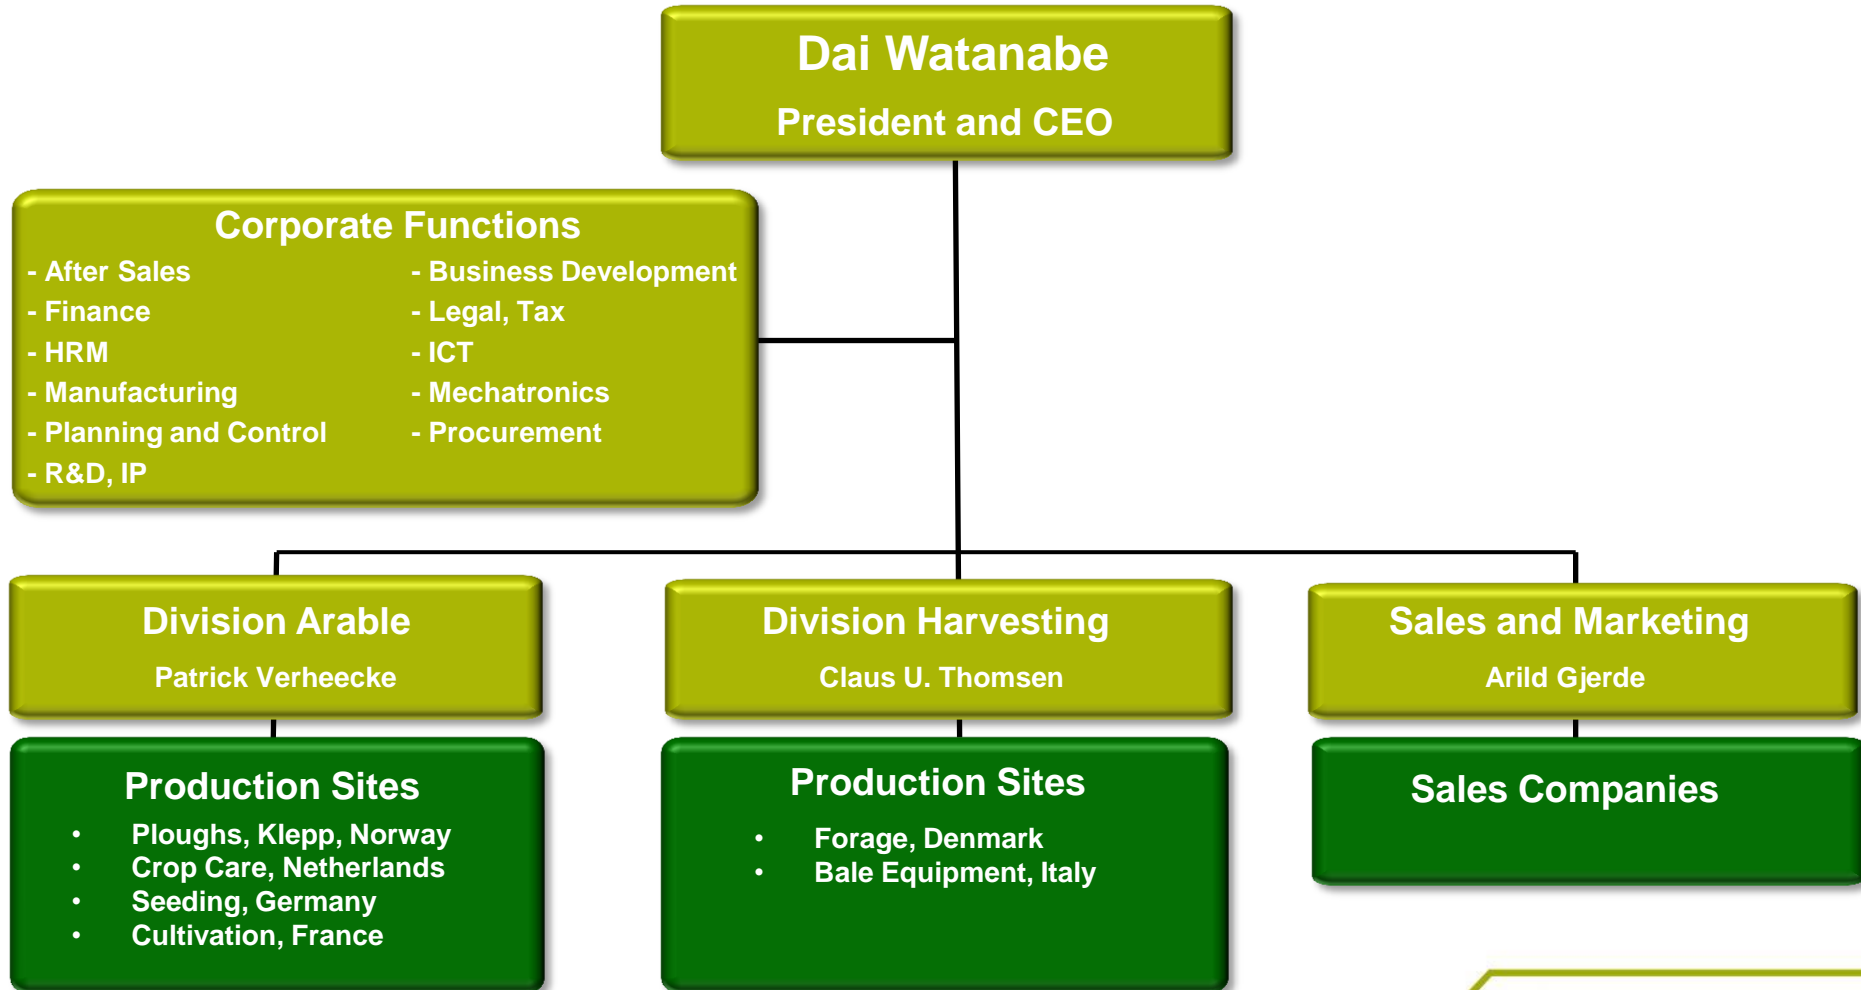 Dai Watanabe
President and CEO
Corporate Functions
- After Sales
- Finance
- HRM
- Manufacturing
- Planning and Control
- R&D, IP
- Business Development
- Legal, Tax
- ICT
- Mechatronics
- Procurement
Division Arable
Patrick Verheecke
Division Harvesting
Claus U. Thomsen
Sales and Marketing
Arild Gjerde
Production Sites
• Ploughs, Klepp, Norway
• Crop Care, Netherlands
• Seeding, Germany
• Cultivation, France
Production Sites
• Forage, Denmark
• Bale Equipment, Italy
Sales Companies